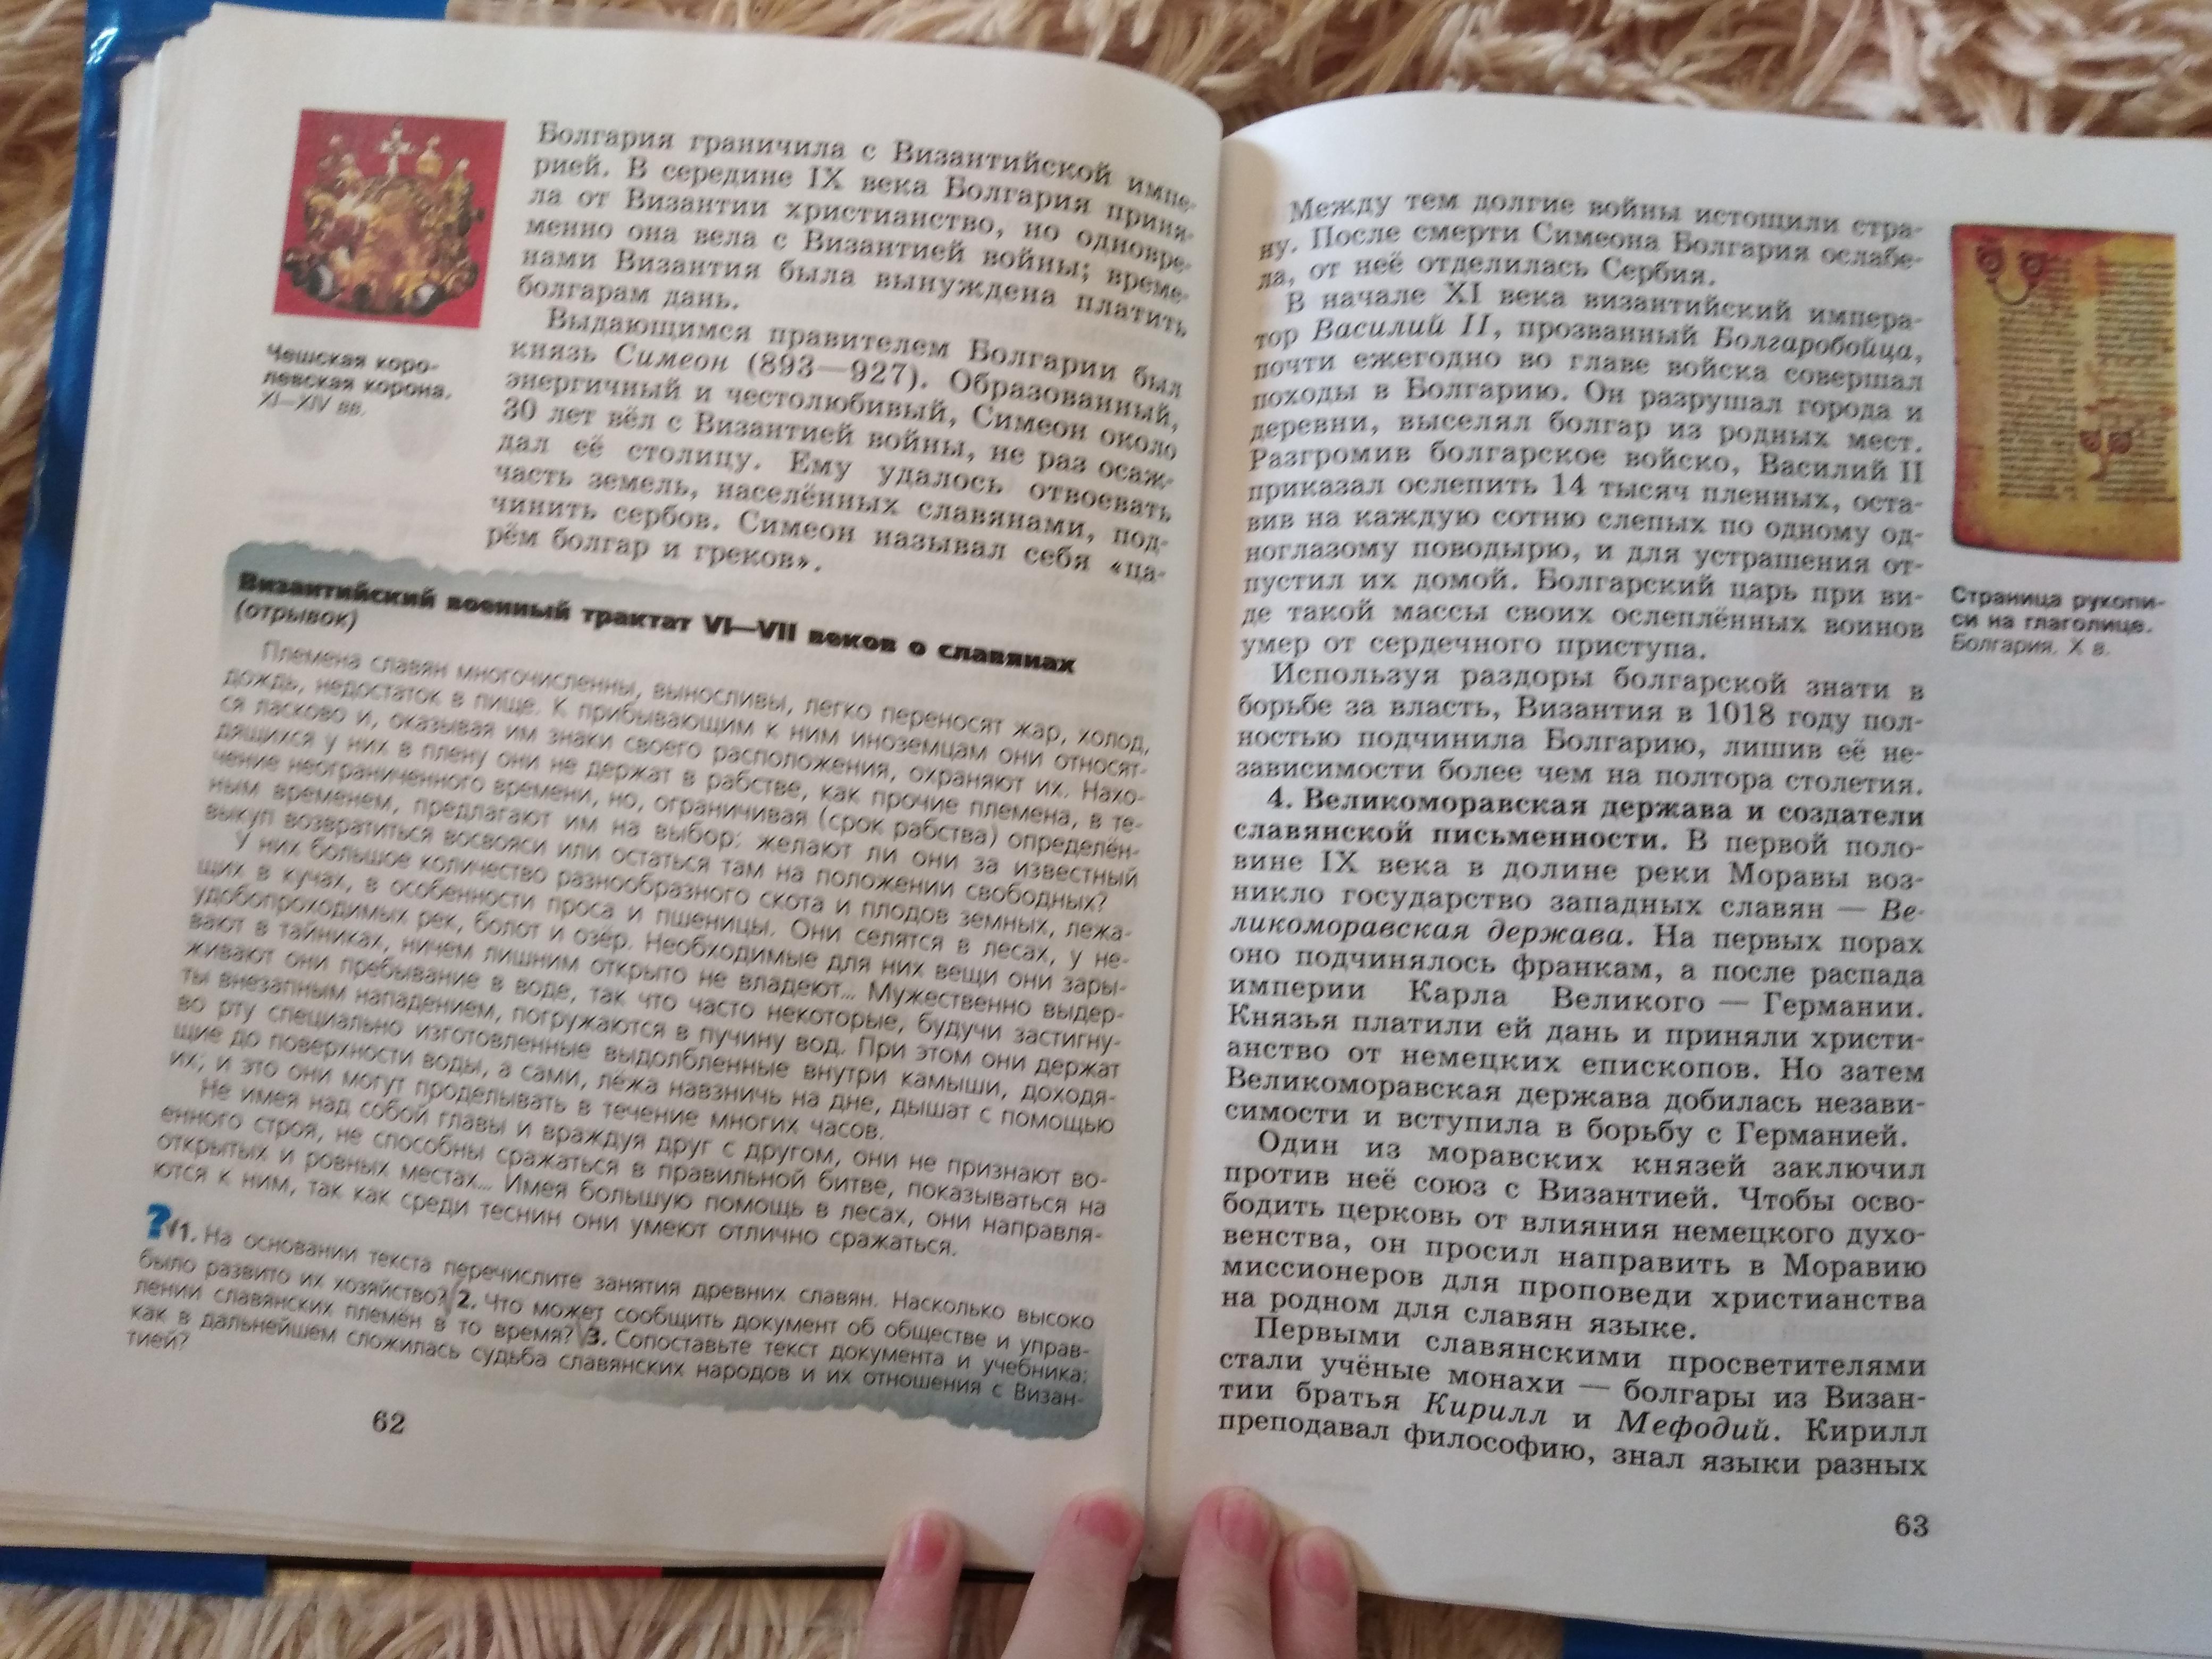 Болгария граничила с Византийской импе-
рией. В середине IX века Болгария приня-
ла от Византии христианство, но одновре-
менно она вела с Византией войны; време-
нами Византия была вынуждена платить
болгарам дань.
Выдающимся правителем Болгарии был
князь Симеон (893—927). Образованный,
энергичный и честолюбивый, Симеон около
30 лет вёл с Византией войны, не раз осаж-
дал её столицу. Ему удалось отвоевать
часть земель, населённых славянами, под-
чинить сербов. Симеон называл себя «ца-
рём болгар и греков».
Чешская коро-
левская корона.
XI—XIV вв.
Византийский военный трактат VI—VII веков о славянах
(отрывок)
Племена славян многочисленны, выносливы, легко переносят жар, холод,
дождь, недостаток в пище. К прибывающим к ним иноземцам они относят-
ся ласково и, оказывая им знаки своего расположения, охраняют их. Нахо-
дящихся у них в плену они не держат в рабстве, как прочие племена, в те-
чение неограниченного времени, но, ограничивая (срок рабства) определён-
ным временем, предлагают им на выбор: желают ли они за известный
выкуп возвратиться восвояси или остаться там на положении свободных?
У них большое количество разнообразного скота и плодов земных, лежа-
щих в кучах, в особенности проса и пшеницы. Они селятся в лесах, у не-
удобопроходимых рек, болот и озёр. Необходимые для них вещи они зары-
вают в тайниках, ничем лишним открыто не владеют... Мужественно выдер-
живают они пребывание в воде, так что часто некоторые, будучи застигну-
ты внезапным нападением, погружаются в пучину вод. При этом они держат
во рту специально изготовленные выдолбленные внутри камыши, доходя-
щие до поверхности воды, а сами, лёжа навзничь на дне, дышат с помощью
их; и это они могут проделывать в течение многих часов.
Не имея над собой главы и враждуя друг с другом, они не признают во-
енного строя, не способны сражаться в правильной битве, показываться на
открытых и ровных местах... Имея большую помощь в лесах, они направля-
ются к ним, так как среди теснин они умеют отлично сражаться.
?√1. На основании текста перечислите занятия древних славян. Насколько высоко
было развито их хозяйство? 2. Что может сообщить документ об обществе и управ-
лении славянских племён в то время? 3. Сопоставьте текст документа и учебника:
как в дальнейшем сложилась судьба славянских народов и их отношения с Визан-
тией?
62
Между тем долгие войны истощили стра-
ну. После смерти Симеона Болгария ослабе-
ла, от неё отделилась Сербия.
В начале XI века византийский импера-
тор Василий II, прозванный Болгаробойца,
почти ежегодно во главе войска совершал
походы в Болгарию. Он разрушал города и
деревни, выселял болгар из родных мест.
Разгромив болгарское войско, Василий II
приказал ослепить 14 тысяч пленных, оста-
вив на каждую сотню слепых по одному од-
ноглазому поводырю, и для устрашения от-
пустил их домой. Болгарский царь при ви-
де такой массы своих ослеплённых воинов
умер от сердечного приступа.
Используя раздоры болгарской знати в
борьбе за власть, Византия в 1018 году пол-
ностью подчинила Болгарию, лишив её не-
зависимости более чем на полтора столетия.
4. Великоморавская держава и создатели
славянской письменности. В первой поло-
вине IX века в долине реки Моравы воз-
никло государство западных славян — Ве-
ликоморавская держава. На первых порах
оно подчинялось франкам, а после распада
империи Карла Великого — Германии.
Князья платили ей дань и приняли христи-
анство от немецких епископов. Но затем
Великоморавская держава добилась незави-
симости и вступила в борьбу с Германией.
Один из моравских князей заключил
против неё союз с Византией. Чтобы осво-
бодить церковь от влияния немецкого духо-
венства, он просил направить в Моравию
миссионеров для проповеди христианства
на родном для славян языке.
Первыми славянскими просветителями
стали учёные монахи — болгары из Визан-
тии братья Кирилл и Мефодий. Кирилл
преподавал философию, знал языки разных
Страница рукопи-
си на глаголице.
Болгария. X в.
63